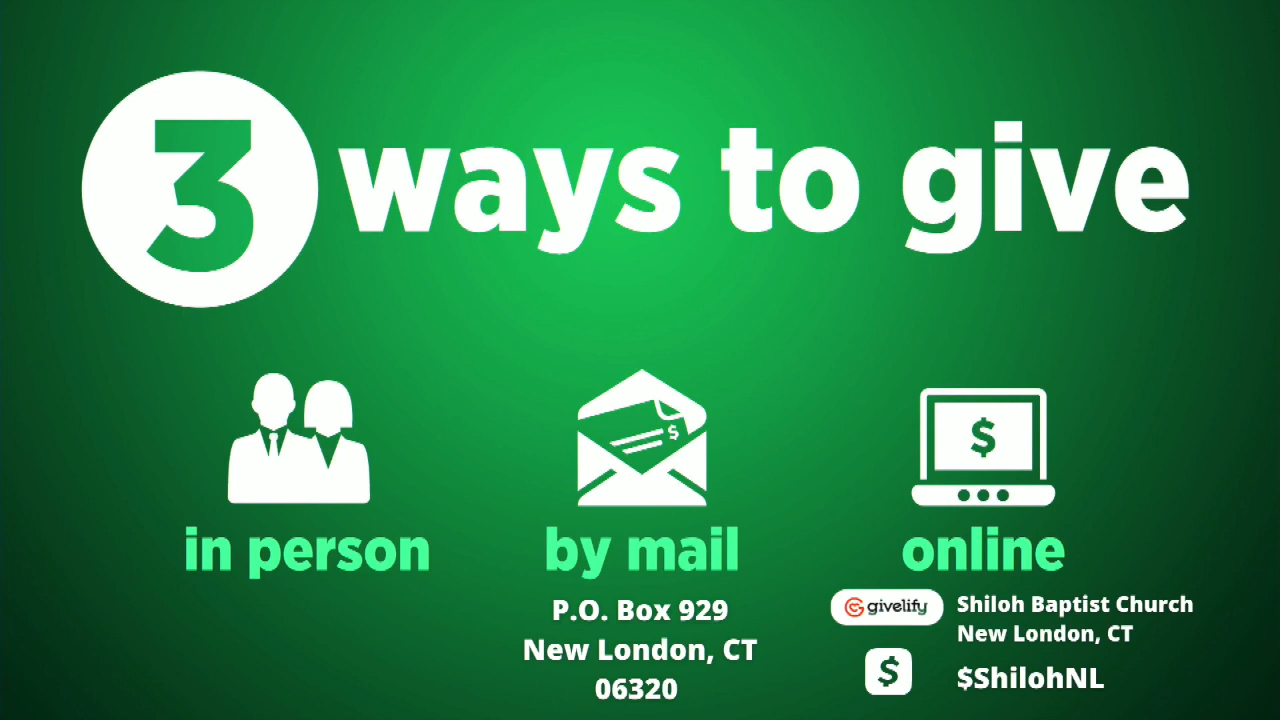 3 ways to give
$
$
in person
by mail
online
P.O. Box 929
New London, CT
06320
givelify
Shiloh Baptist Church
New London, CT
$
$ShilohNL